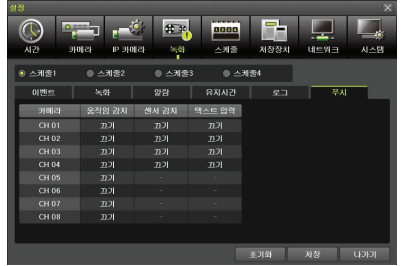 설정
시간 카메라 IP 카메라 녹화 스케줄 저장장치 네트워크 시스템
스케줄1 스케줄2 스케줄3 스케줄4
이벤트 녹화 알람 유지시간 로그 무시
카메라 움직임 감지 센서 감지 텍스트 입력
CH 01 끄기 끄기 끄기
CH 02 끄기 끄기 끄기
CH 03 끄기 끄기 끄기
CH 04 끄기 끄기 끄기
CH 05 끄기 - -
CH 06 끄기 - -
CH 07 끄기 - -
CH 08 끄기 - -
초기화 저장 나가기